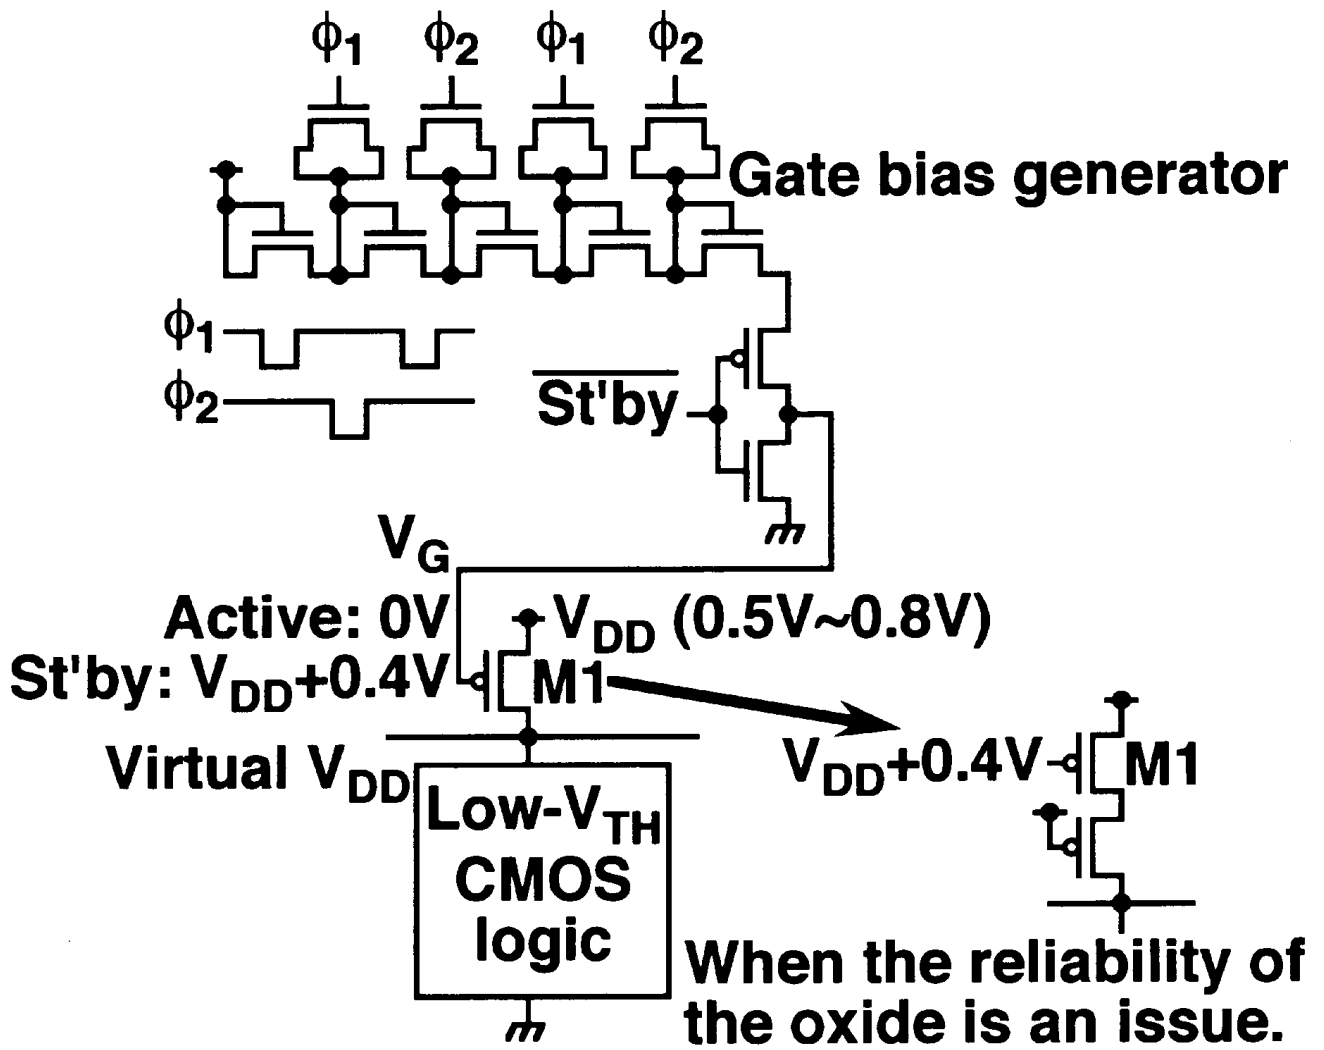 ϕ1 ϕ2 ϕ1 ϕ2
Gate bias generator
ϕ1
ϕ2
St'by
VG
Active: 0V
VDD (0.5V~0.8V)
St'by: VDD+0.4V
M1
Virtual VDD
VDD+0.4V
M1
Low-VTH
CMOS
logic
When the reliability of
the oxide is an issue.